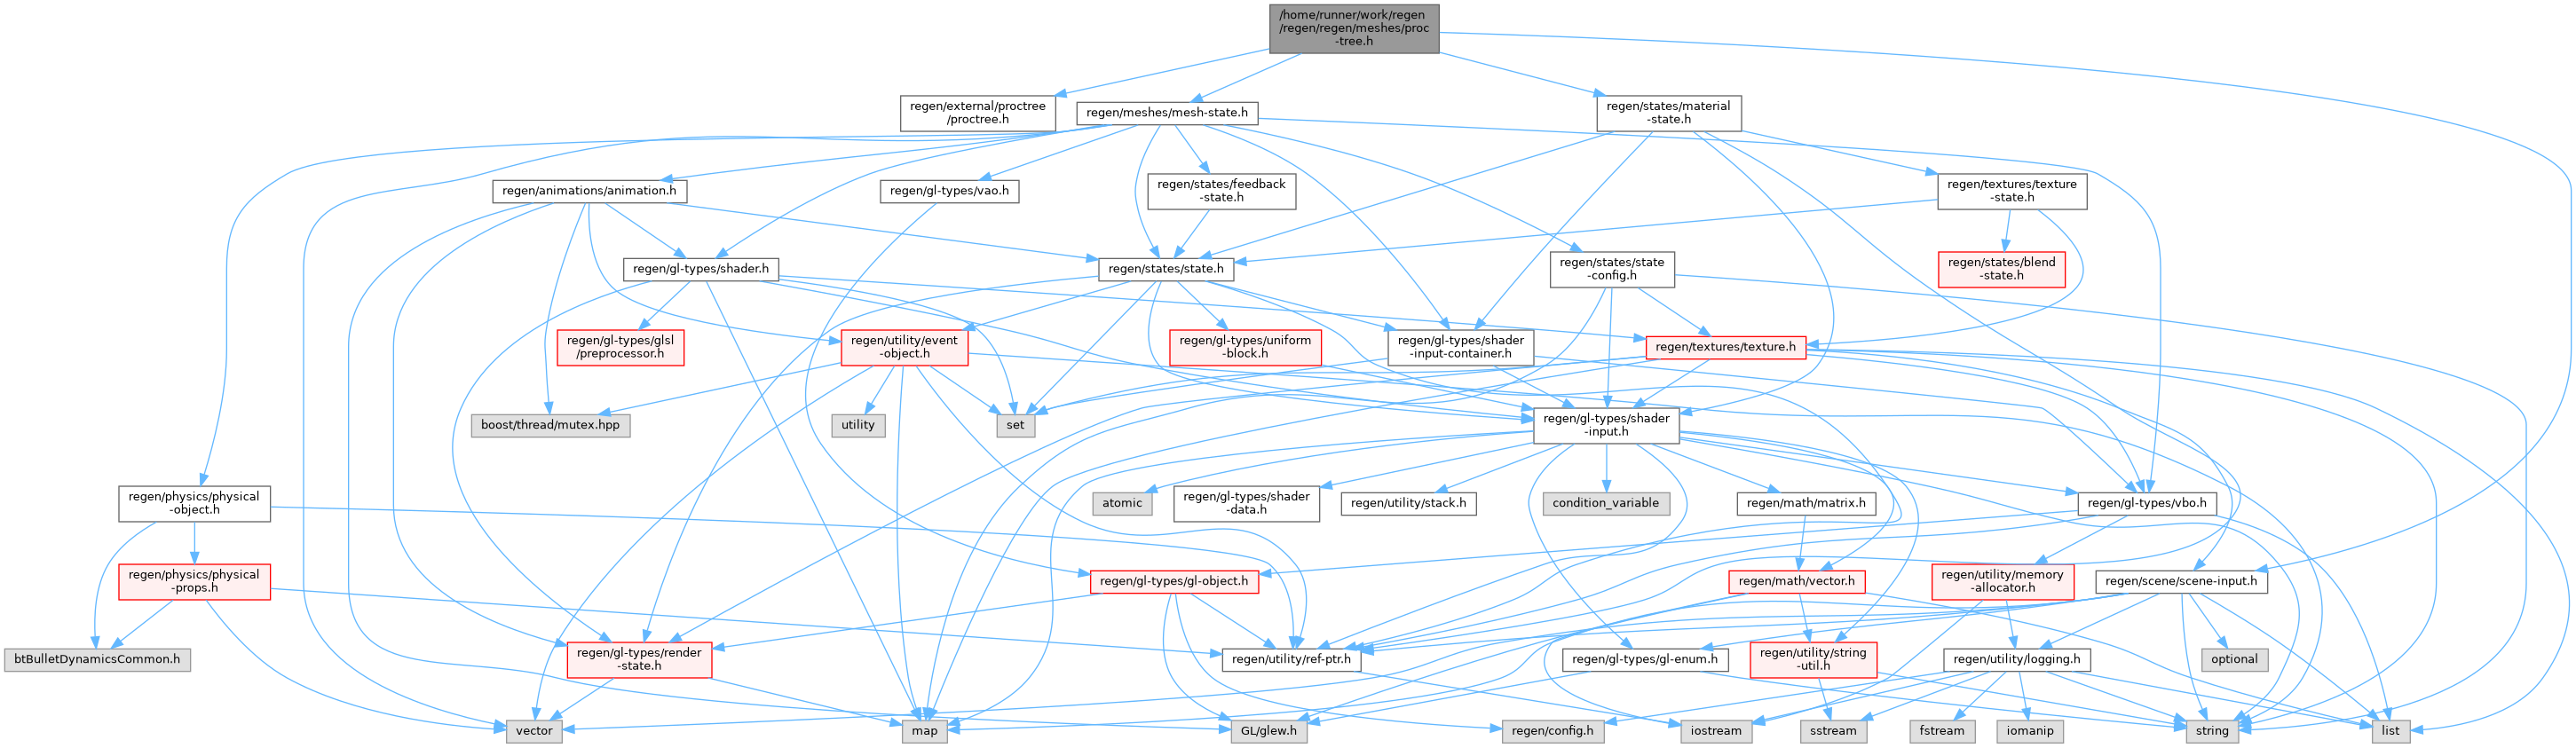 /home/runner/work/regen
/regen/regen/meshes/proc
-tree.h
regen/external/proctree
/proctree.h
regen/meshes/mesh-state.h
regen/states/material
-state.h
regen/animations/animation.h
regen/gl-types/vao.h
regen/states/feedback
-state.h
regen/textures/texture
-state.h
regen/gl-types/shader.h
regen/states/state.h
regen/states/state
-config.h
regen/states/blend
-state.h
regen/gl-types/glsl
/preprocessor.h
regen/utility/event
-object.h
regen/gl-types/uniform
-block.h
regen/gl-types/shader
-input-container.h
regen/textures/texture.h
boost/thread/mutex.hpp
utility
set
regen/gl-types/shader
-input.h
regen/physics/physical
-object.h
atomic
regen/gl-types/shader
-data.h
regen/utility/stack.h
condition_variable
regen/math/matrix.h
regen/gl-types/vbo.h
regen/physics/physical
-props.h
regen/gl-types/gl-object.h
regen/math/vector.h
regen/utility/memory
-allocator.h
regen/scene/scene-input.h
btBulletDynamicsCommon.h
regen/gl-types/render
-state.h
regen/utility/ref-ptr.h
regen/gl-types/gl-enum.h
regen/utility/string
-util.h
regen/utility/logging.h
optional
vector
map
GL/glew.h
regen/config.h
iostream
sstream
fstream
iomanip
string
list